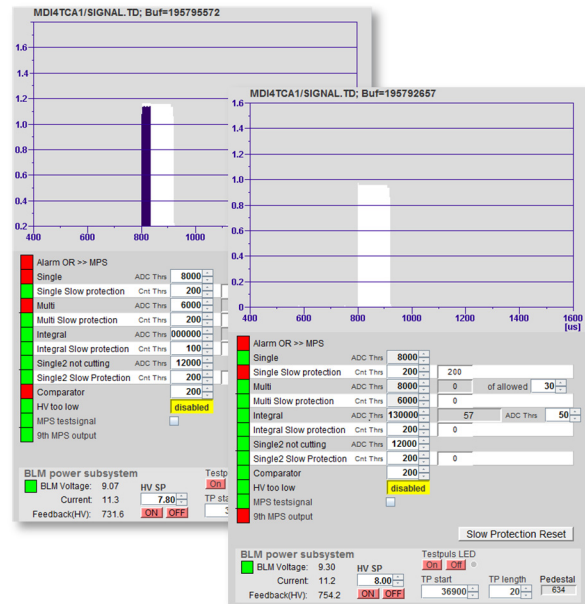 MDI4TCA1/SIGNAL.TD; Buf=195795572
1.6
1.4
1.2
1.0
0.8
0.6
0.4
0.2
400 600 800 1000
Alarm OR >> MPS
Single ADC Thrs 8000
Single Slow protection Cnt Thrs 200
Multi ADC Thrs 6000
Multi Slow protection Cnt Thrs 200
Integral ADC Thrs 000000
Integral Slow protection Cnt Thrs 100
Single2 not cutting ADC Thrs 12000
Single2 Slow Protection Cnt Thrs 200
Comparator 200
HV too low disabled
MPS testsignal
9th MPS output
BLM power subsystem Testp
BLM Voltage: 9.07 HV SP On
Current: 11.3 7.80 TP sta
Feedback(HV): 731.6 ON OFF 3
MDI4TCA1/SIGNAL.TD; Buf=195792657
1.6
1.4
1.2
1.0
0.8
0.6
0.4
0.2
0
400 600 800 1000 1200 1400 1600
[us]
Alarm OR >> MPS
Single ADC Thrs 8000
Single Slow protection Cnt Thrs 200 200
Multi ADC Thrs 8000 0 of allowed 30
Multi Slow protection Cnt Thrs 6000 0
Integral ADC Thrs 130000 57 ADC Thrs 50
Integral Slow protection Cnt Thrs 200 0
Single2 not cutting ADC Thrs 12000
Single2 Slow Protection Cnt Thrs 200 0
Comparator 200
HV too low disabled
MPS testsignal
9th MPS output
Slow Protection Reset
BLM power subsystem Testpuls LED
BLM Voltage: 9.30 HV SP On Off
Current: 11.2 8.00 TP start TP length Pedestal
Feedback(HV): 754.2 ON OFF 36900 20 634